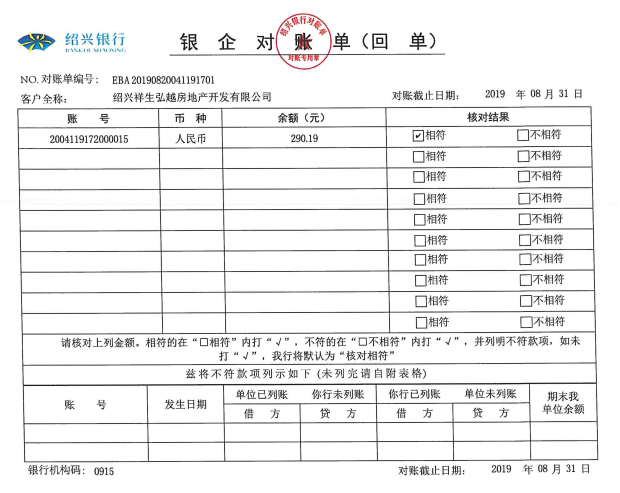 绍兴银行
BANK OF SHAOXING
银企对账单(回单)
绍兴银行对账单
对账专用章
NO.对账单编号: EBA20190820041191701
客户全称: 绍兴祥生弘越房地产开发有限公司 对账截止日期: 2019 年 08 月 31 日
账 号 币 种 余额(元) 核对结果
2004119172000015 人民币 290.19 ☑相符 □不相符
□相符 □不相符
□相符 □不相符
□相符 □不相符
□相符 □不相符
□相符 □不相符
□相符 □不相符
□相符 □不相符
□相符 □不相符
□相符 □不相符
请核对上列金额。相符的在“□相符”内打“√”,不符的在“□不相符”内打“√”,并列明不符款项,如未
打“√”,我行将默认为“核对相符”
兹将不符款项列示如下(未列完请自附表格)
账 号 发生日期 单位已列账 你行未列账 你行已列账 单位未列账 期末我
借 方 贷 方 借 方 贷 方 单位余额
银行机构码: 0915 对账截止日期: 2019 年 08 月 31 日